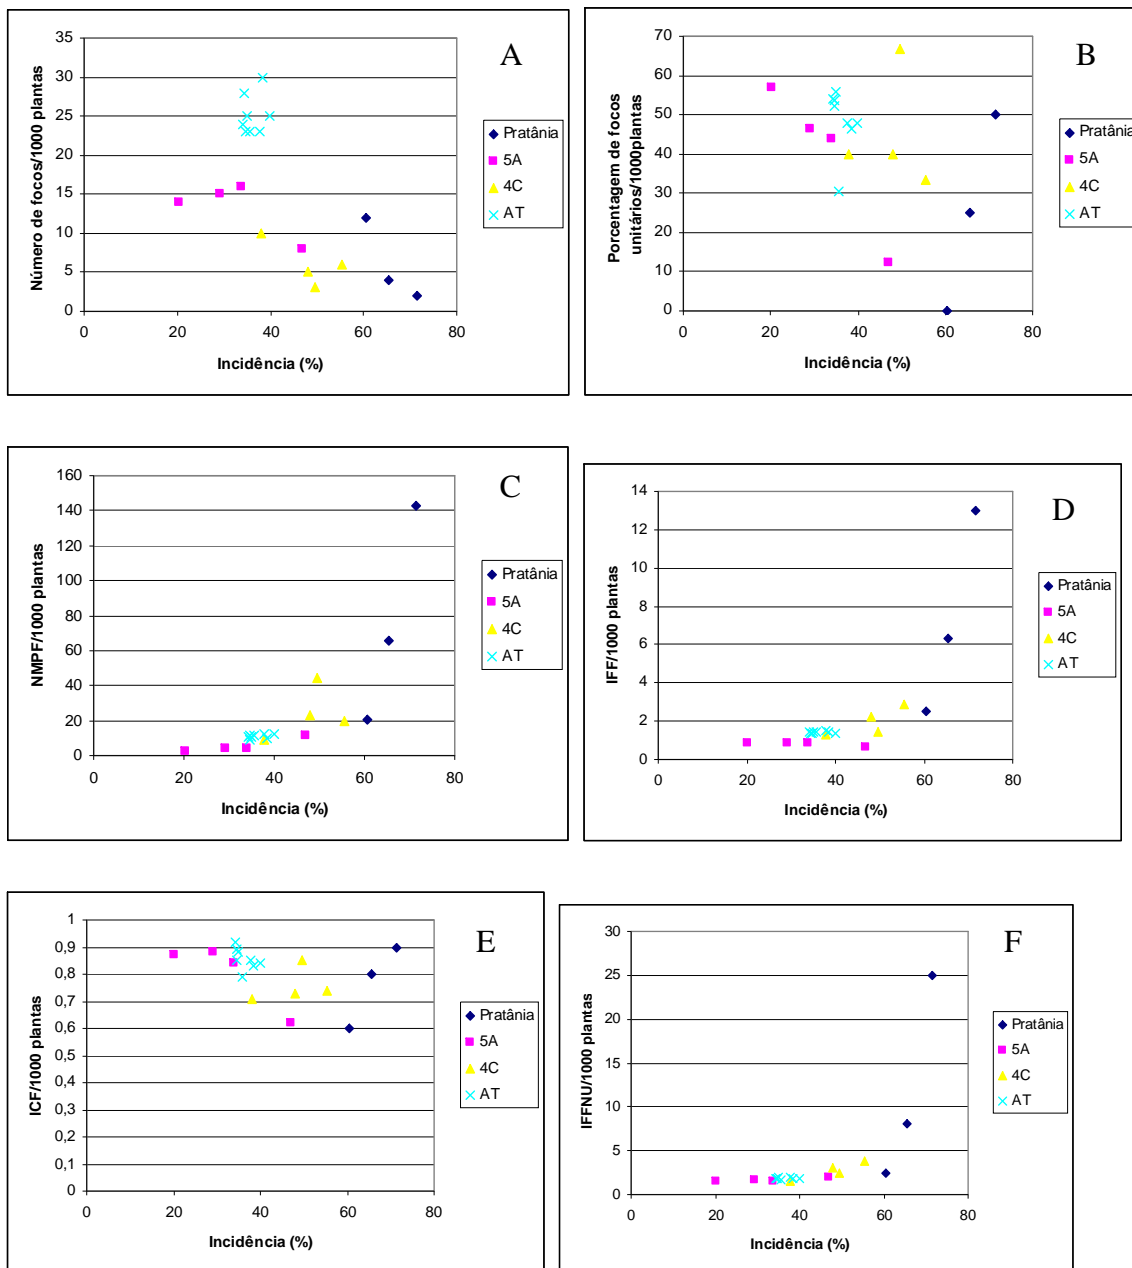 A
Número de focos/1000 plantas
35
30
25
20
15
10
5
0
0 20 40 60 80
Incidência (%)
Pratânia
5A
4C
AT
B
Porcentagem de focos
unitários/1000plantas
70
60
50
40
30
20
10
0
0 20 40 60 80
Incidência (%)
Pratânia
5A
4C
AT
C
NMPF/1000 plantas
160
140
120
100
80
60
40
20
0
0 20 40 60 80
Incidência (%)
Pratânia
5A
4C
AT
D
IFF/1000 plantas
14
12
10
8
6
4
2
0
0 20 40 60 80
Incidência (%)
Pratânia
5A
4C
AT
E
ICF/1000 plantas
1
0,9
0,8
0,7
0,6
0,5
0,4
0,3
0,2
0,1
0
0 20 40 60 80
Incidência (%)
Pratânia
5A
4C
AT
F
IFFNU/1000 plantas
30
25
20
15
10
5
0
0 20 40 60 80
Incidência (%)
Pratânia
5A
4C
AT